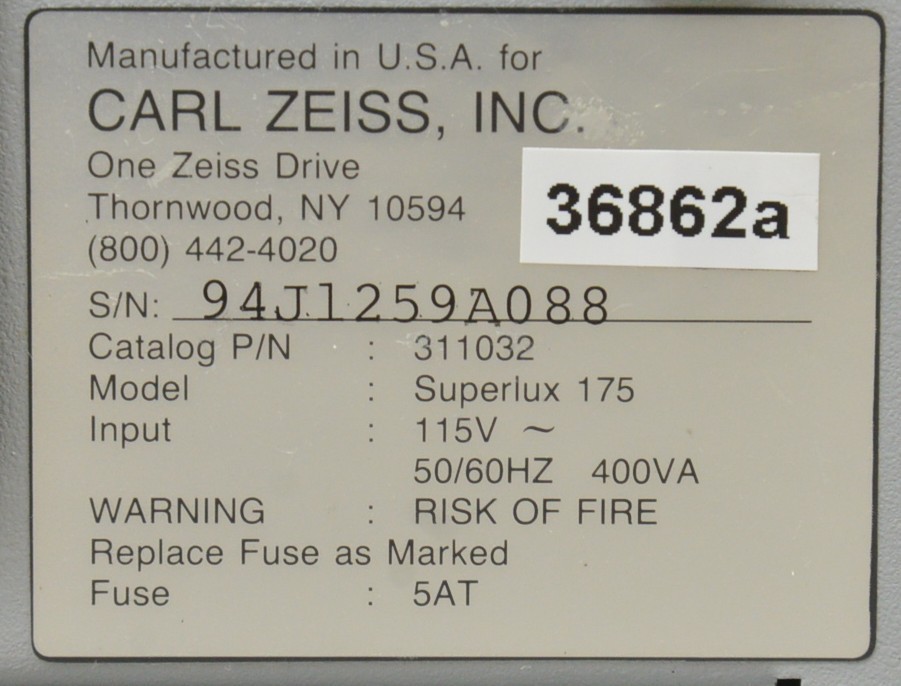 Manufactured in U.S.A. for
CARL ZEISS, INC.
One Zeiss Drive
Thornwood, NY 10594
(800) 442-4020
36862a
S/N: 94J1259A088
Catalog P/N : 311032
Model : Superlux 175
Input : 115V ~
50/60HZ 400VA
WARNING : RISK OF FIRE
Replace Fuse as Marked
Fuse : 5AT